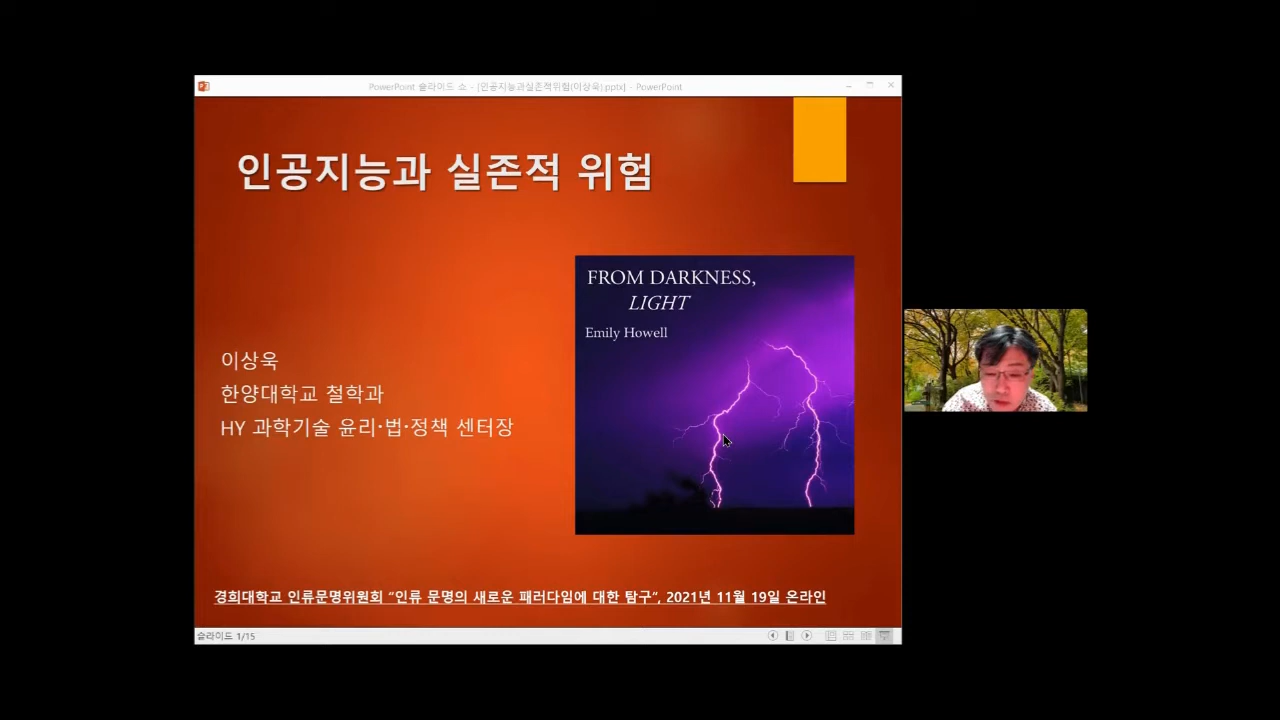 PowerPoint 슬라이드 쇼 - [인공지능과실존적위험(이상욱).pptx] - PowerPoint
인공지능과 실존적 위험
FROM DARKNESS,
LIGHT
Emily Howell
이상욱
한양대학교 철학과
HY 과학기술 윤리·법·정책 센터장
경희대학교 인류문명위원회 “인류 문명의 새로운 패러다임에 대한 탐구”, 2021년 11월 19일 온라인
슬라이드 1/15